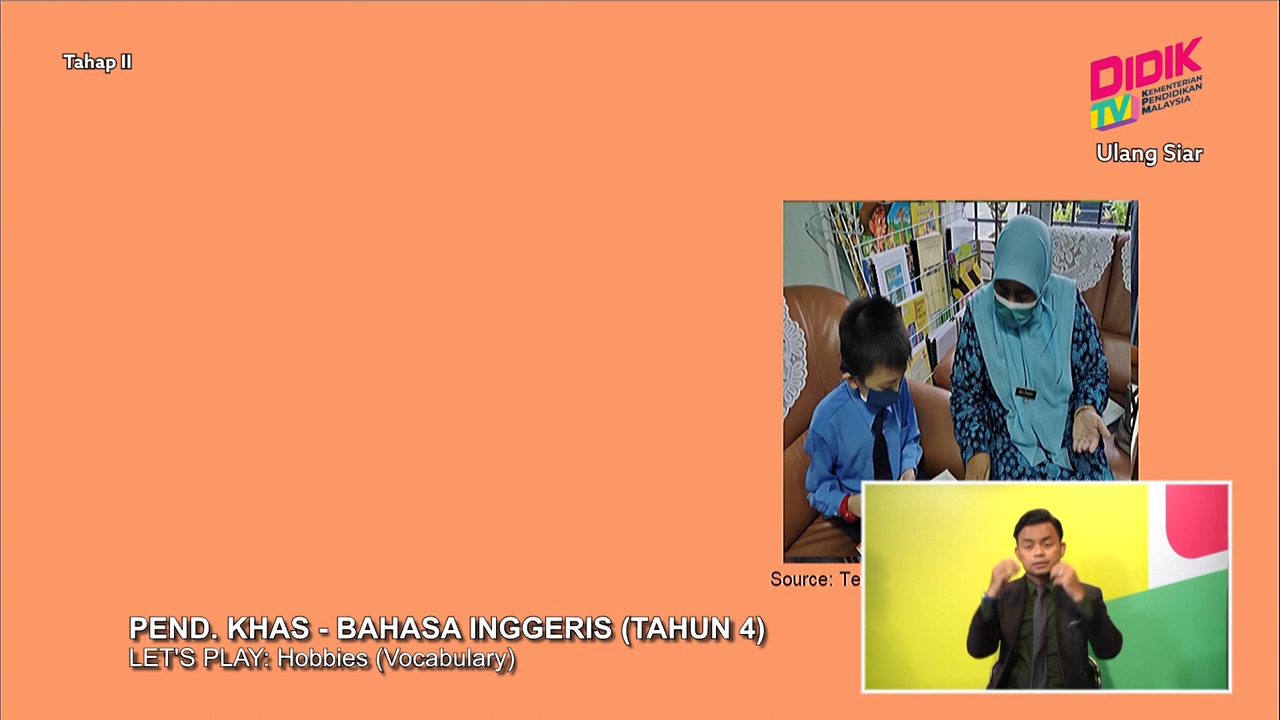 Tahap II
DIDIK
TV
KEMENTERIAN
PENDIDIKAN
MALAYSIA
Ulang Siar
Source: Te
PEND. KHAS - BAHASA INGGERIS (TAHUN 4)
LET'S PLAY: Hobbies (Vocabulary)